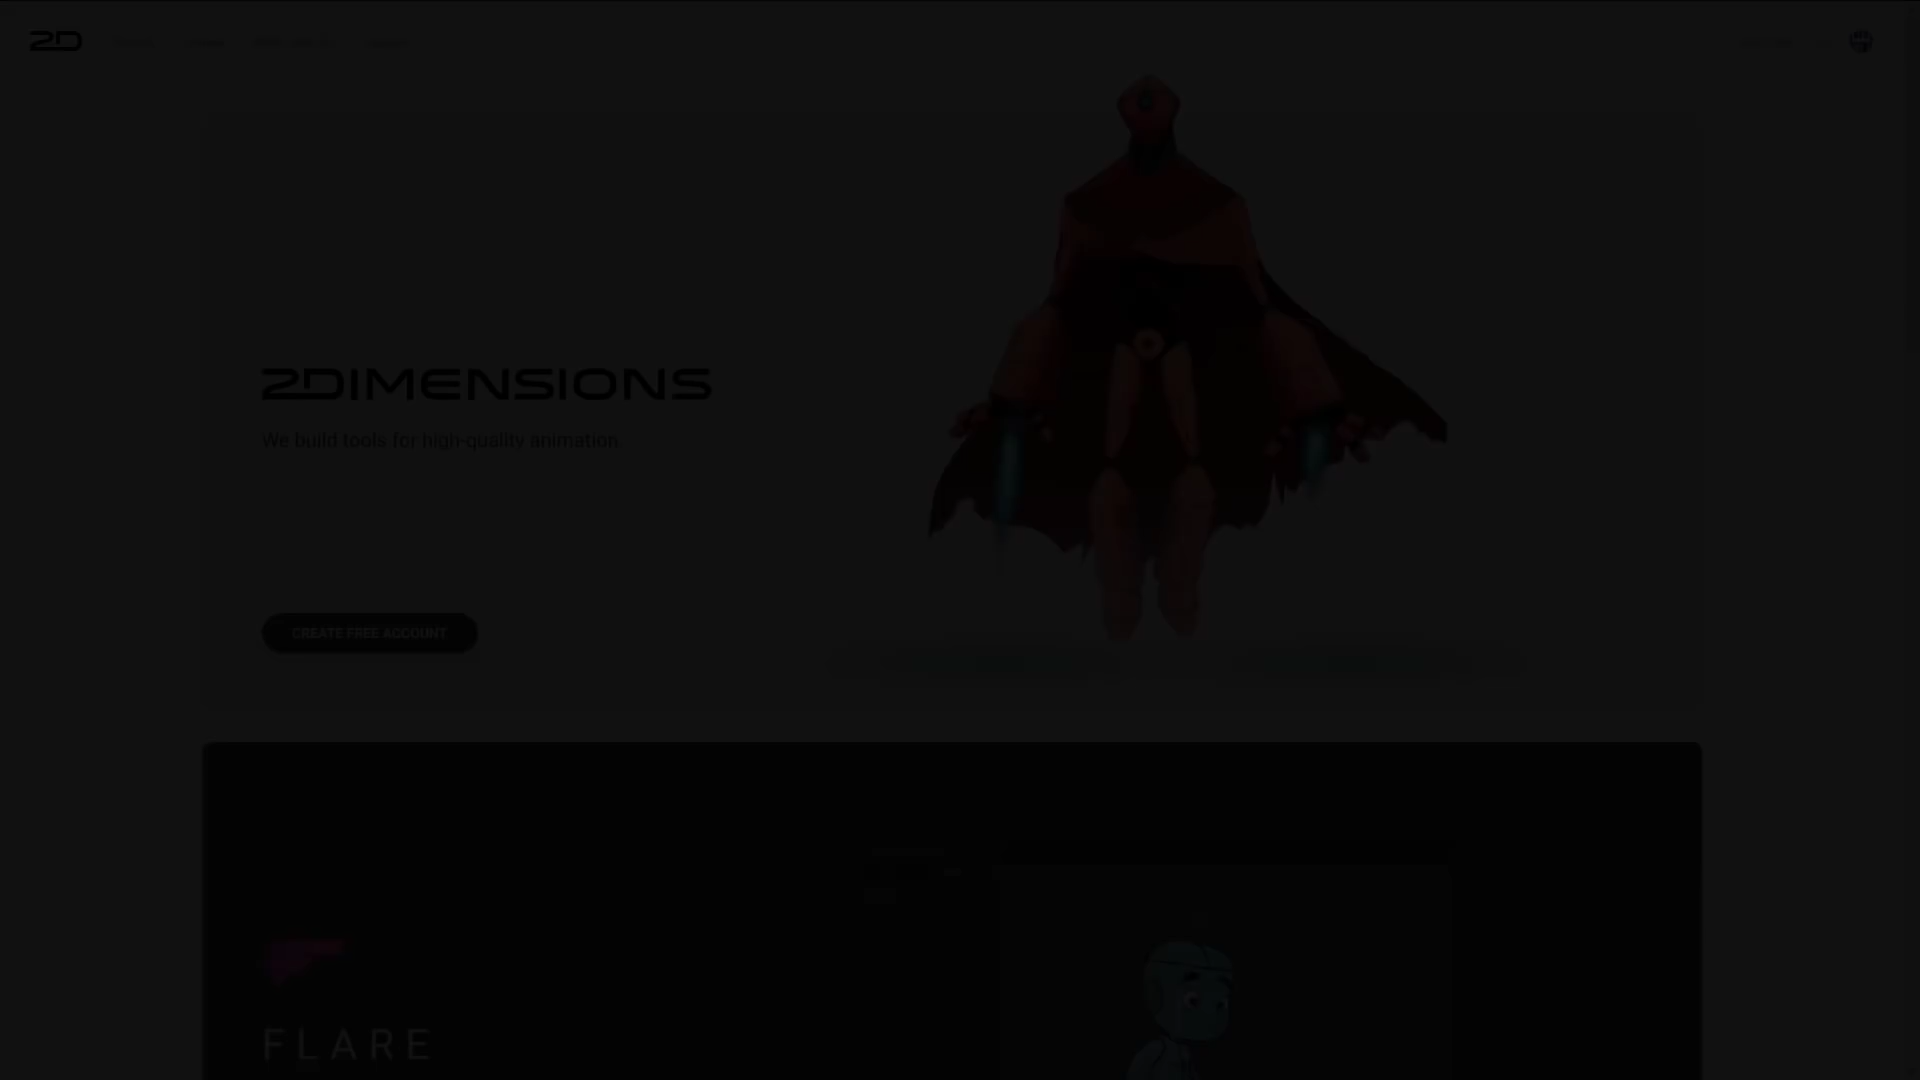 2D
2DIMENSIONS
We build tools for high-quality animation
CREATE FREE ACCOUNT
FLARE